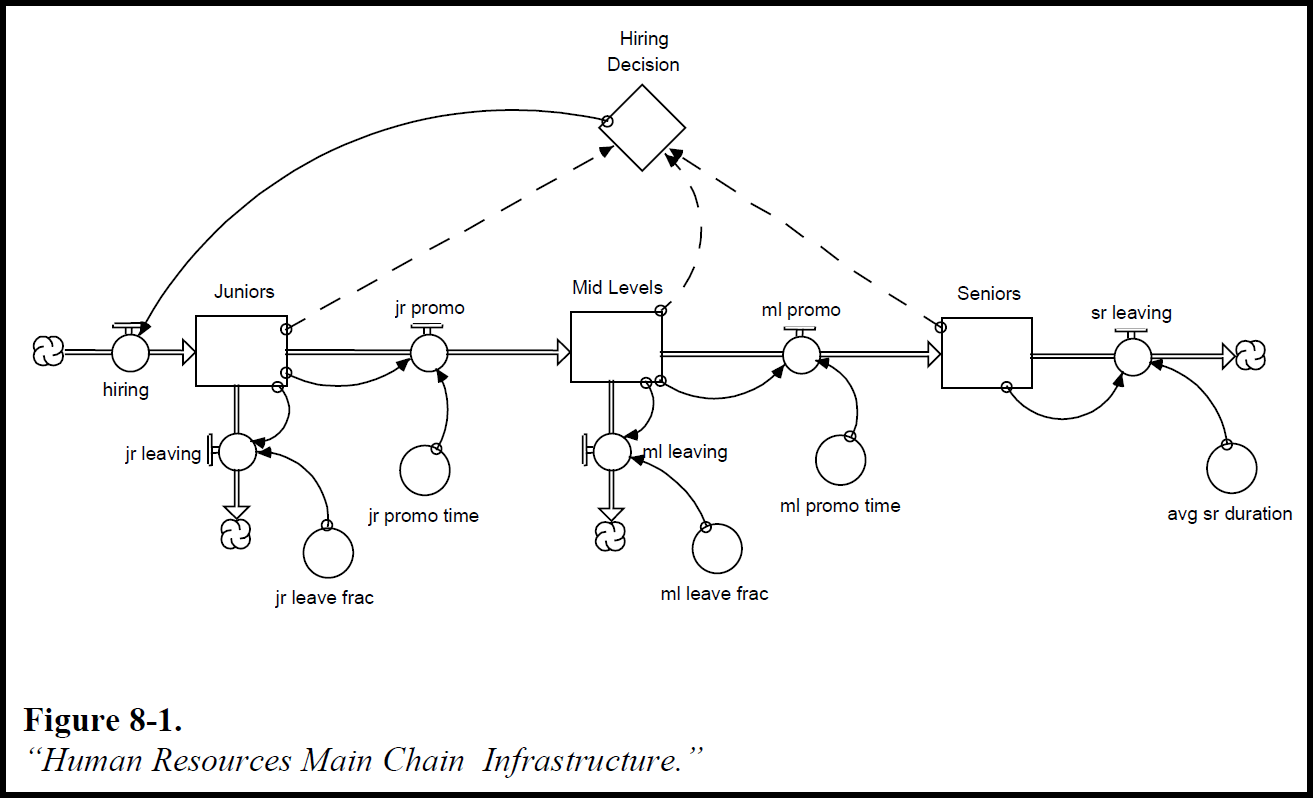 Hiring
Decision
Juniors
jr promo
Mid Levels
ml promo
Seniors
sr leaving
hiring
jr leaving
ml leaving
jr promo time
ml promo time
avg sr duration
jr leave frac
ml leave frac
Figure 8-1.
“Human Resources Main Chain  Infrastructure.”